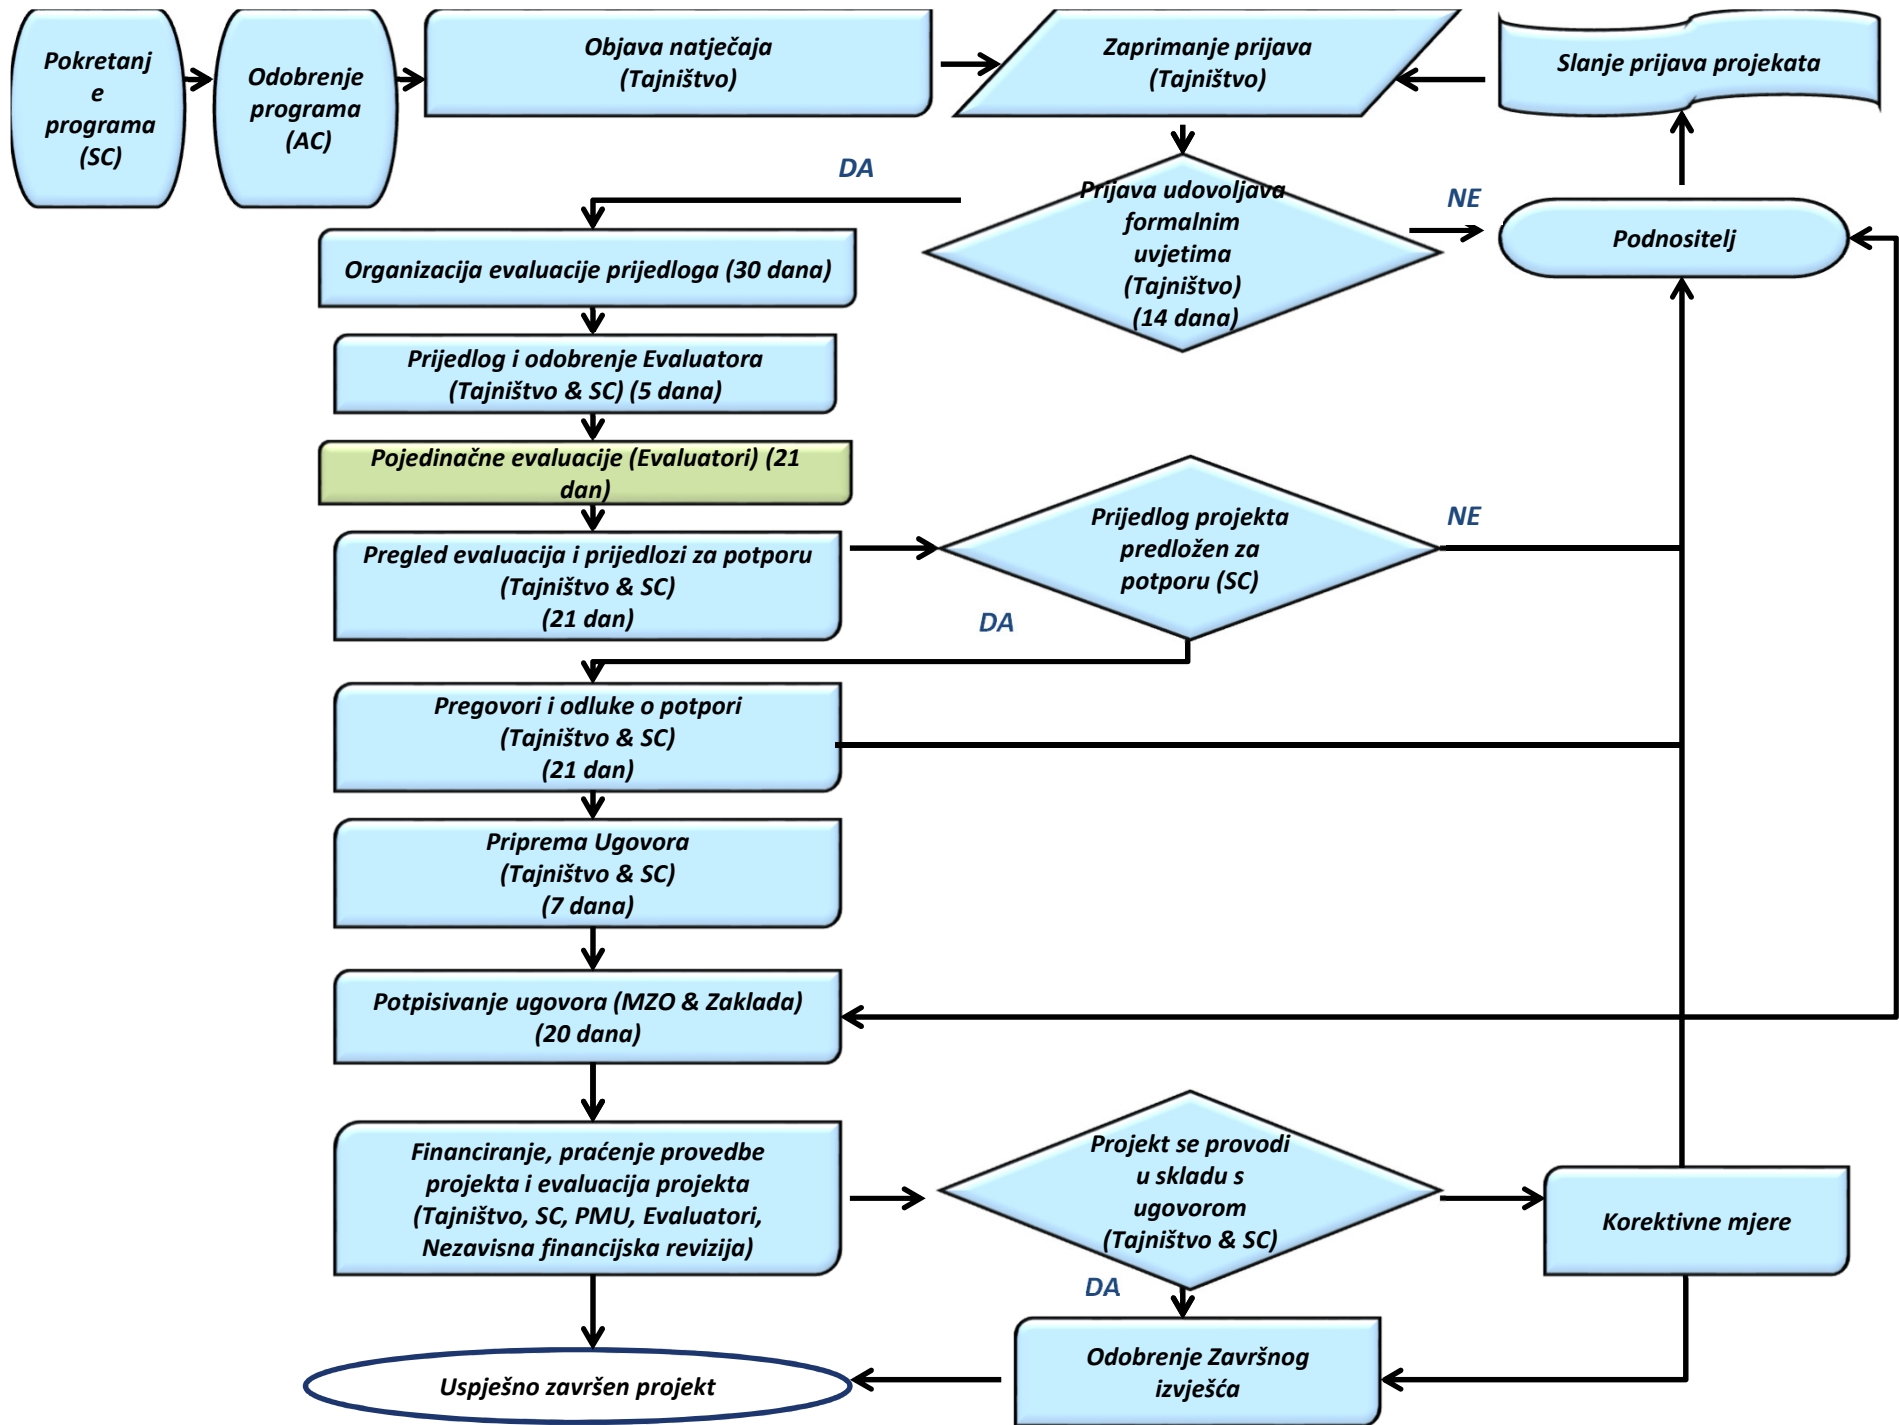 Pokretanj
e
programa
(SC)
Odobrenje
programa
(AC)
Objava natječaja
(Tajništvo)
Zaprimanje prijava
(Tajništvo)
Slanje prijava projekata
DA
Prijava udovoljava
formalnim
uvjetima
(Tajništvo)
(14 dana)
NE
Podnositelj
Organizacija evaluacije prijedloga (30 dana)
Prijedlog i odobrenje Evaluatora
(Tajništvo & SC) (5 dana)
Pojedinačne evaluacije (Evaluatori) (21
dan)
Pregled evaluacija i prijedlozi za potporu
(Tajništvo & SC)
(21 dan)
Prijedlog projekta
predložen za
potporu (SC)
NE
DA
Pregovori i odluke o potpori
(Tajništvo & SC)
(21 dan)
Priprema Ugovora
(Tajništvo & SC)
(7 dana)
Potpisivanje ugovora (MZO & Zaklada)
(20 dana)
Financiranje, praćenje provedbe
projekta i evaluacija projekta
(Tajništvo, SC, PMU, Evaluatori,
Nezavisna financijska revizija)
Projekt se provodi
u skladu s
ugovorom
(Tajništvo & SC)
Korektivne mjere
DA
Odobrenje Završnog
izvješća
Uspješno završen projekt